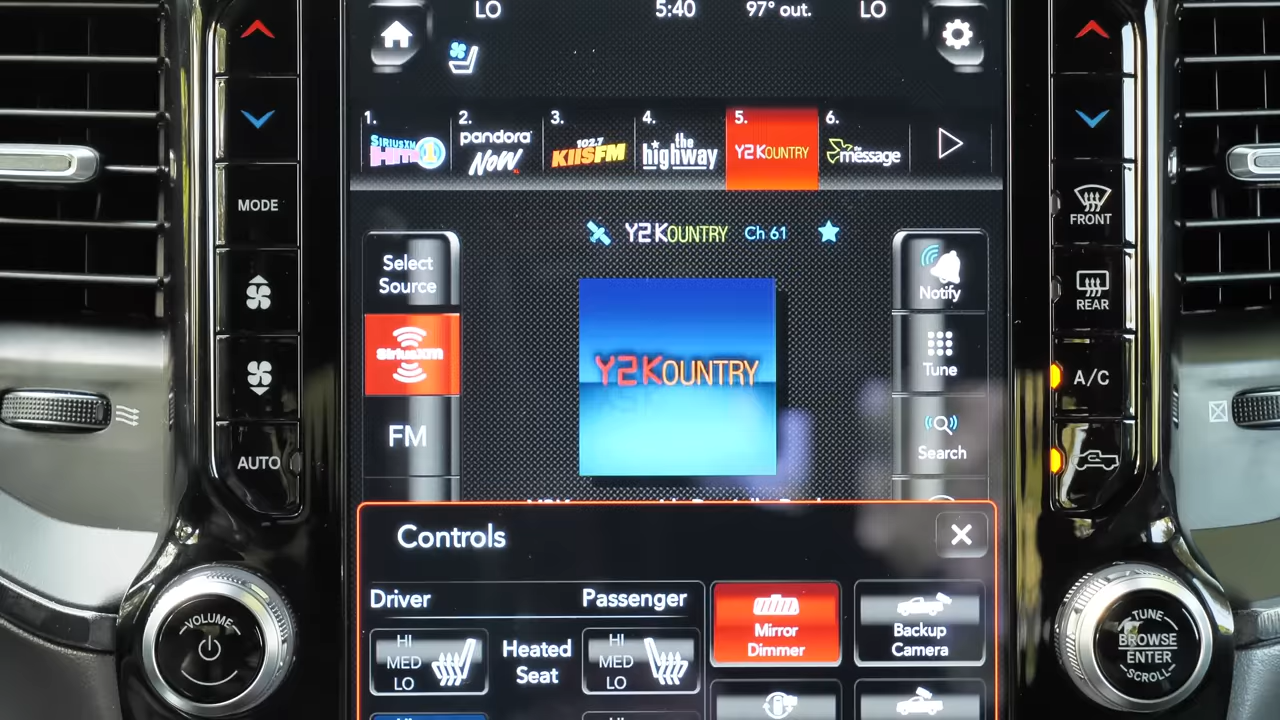 LO
5:40
97° out.
LO
1.
SIRIUSXM
Hits 1
2.
pandora
NOW
3.
102.7
KIISFM
4.
the
highway
5.
Y2KOUNTRY
6.
the
message
MODE
AUTO
Select
Source
SiriusXM
FM
Y2KOUNTRY Ch 61
Y2KOUNTRY
Notify
Tune
Search
FRONT
REAR
A/C
Controls
Driver
Passenger
HI
MED
LO
Heated
Seat
HI
MED
LO
Mirror
Dimmer
Backup
Camera
HI
HI
VOLUME
TUNE
BROWSE
ENTER
SCROLL